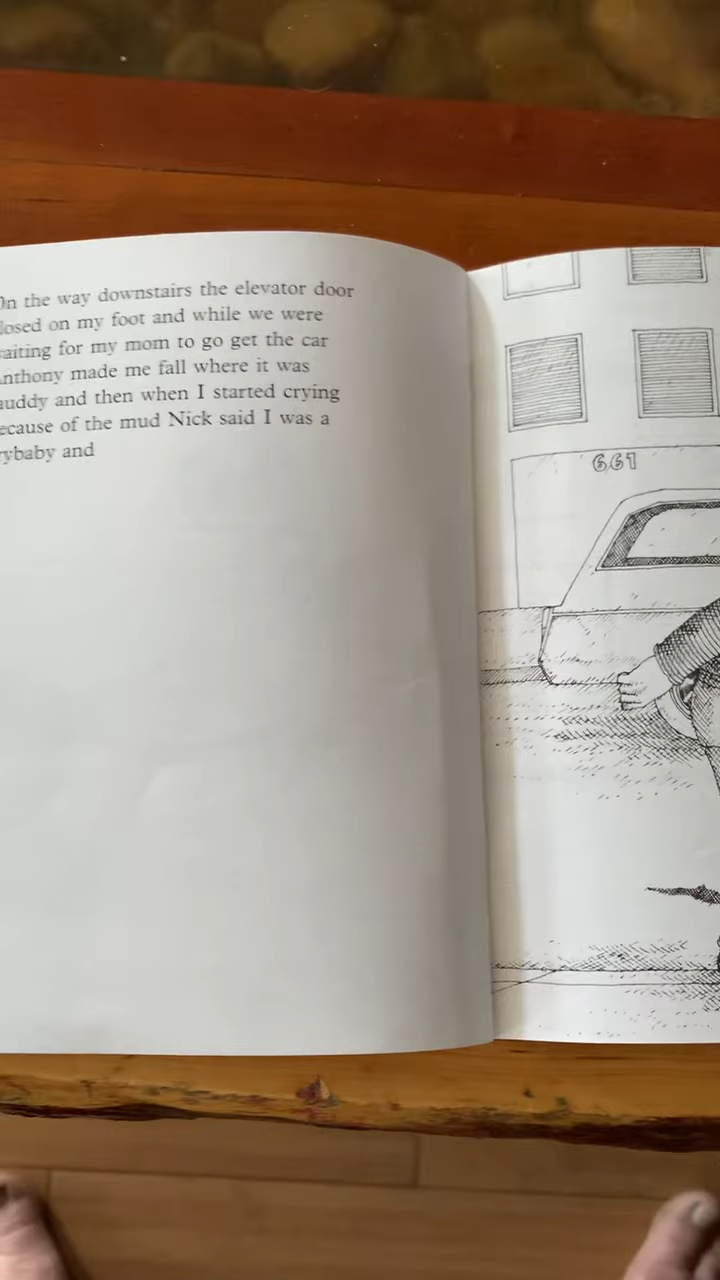 On the way downstairs the elevator door
losed on my foot and while we were
aiting for my mom to go get the car
nthony made me fall where it was
uddy and then when I started crying
ecause of the mud Nick said I was a
rybaby and
661